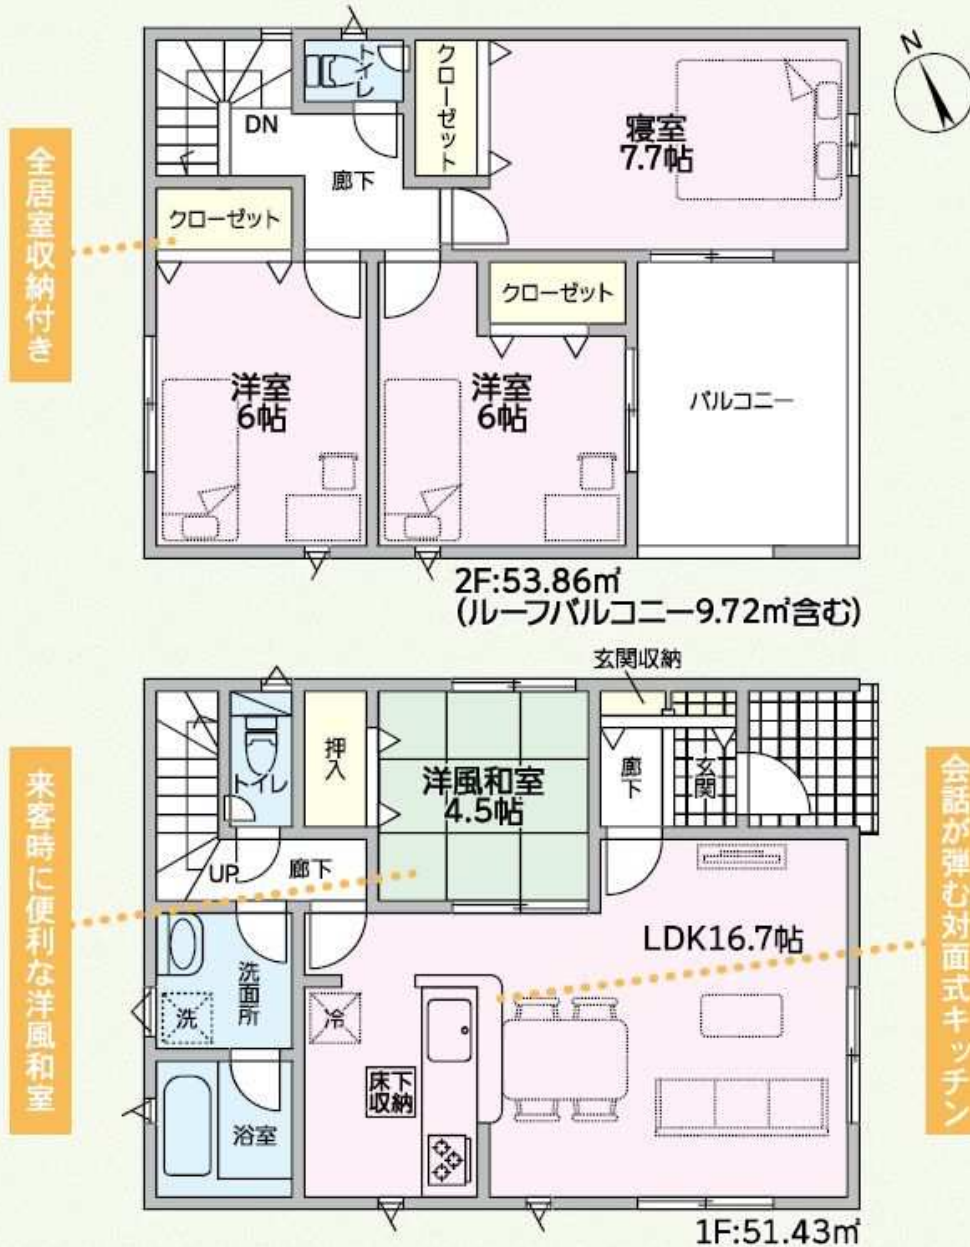 N
トイレ
クローゼット
寝室
7.7帖
DN
廊下
クローゼット
全居室収納付き
クローゼット
洋室
6帖
洋室
6帖
バルコニー
2F:53.86㎡
(ルーフバルコニー9.72㎡含む)
玄関収納
押入
トイレ
洋風和室
4.5帖
廊下
玄関
UP
廊下
来客時に便利な洋風和室
LDK16.7帖
会話が弾む対面式キッチン
洗面所
洗
冷
床下
収納
浴室
1F:51.43㎡